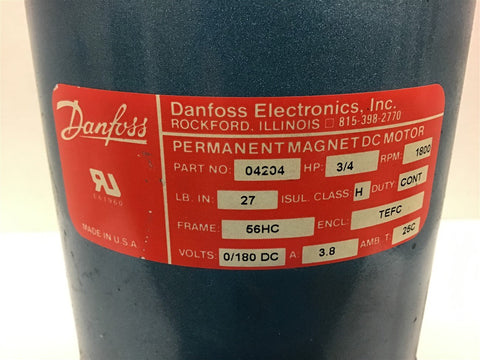 Danfoss
Danfoss Electronics, Inc.
ROCKFORD, ILLINOIS □ 815-398-2770
PERMANENT MAGNET DC MOTOR
PART NO: 04204 HP: 3/4 RPM: 1800
LB. IN: 27 ISUL. CLASS H DUTY CONT
FRAME: 56HC ENCL: TEFC
VOLTS: 0/180 DC A: 3.8 AMB T. 25C
MADE IN U.S.A.